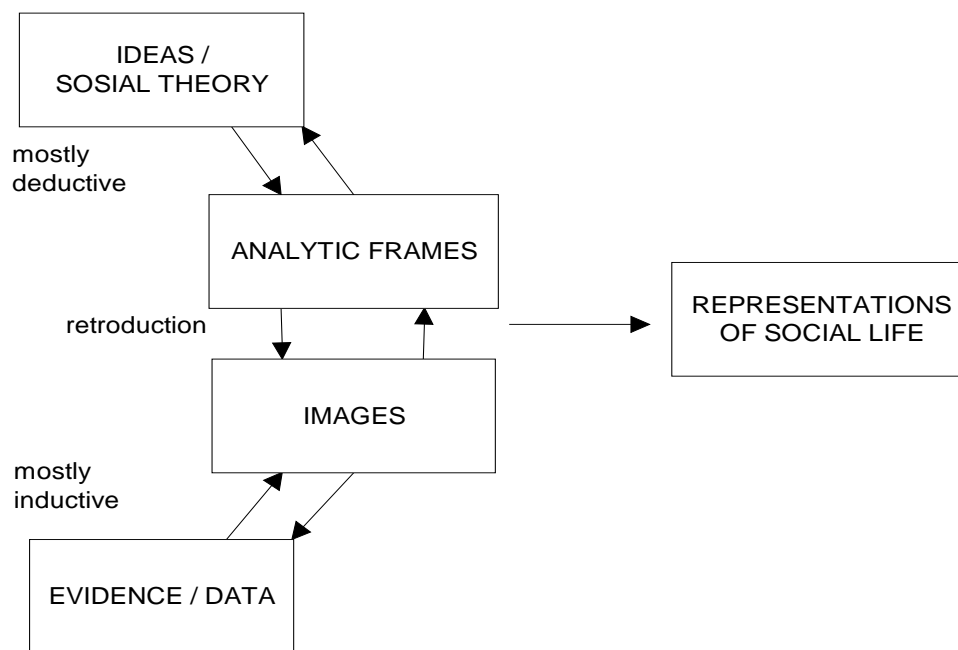 IDEAS /
SOSIAL THEORY
mostly
deductive
ANALYTIC FRAMES
retroduction
REPRESENTATIONS
OF SOCIAL LIFE
IMAGES
mostly
inductive
EVIDENCE / DATA